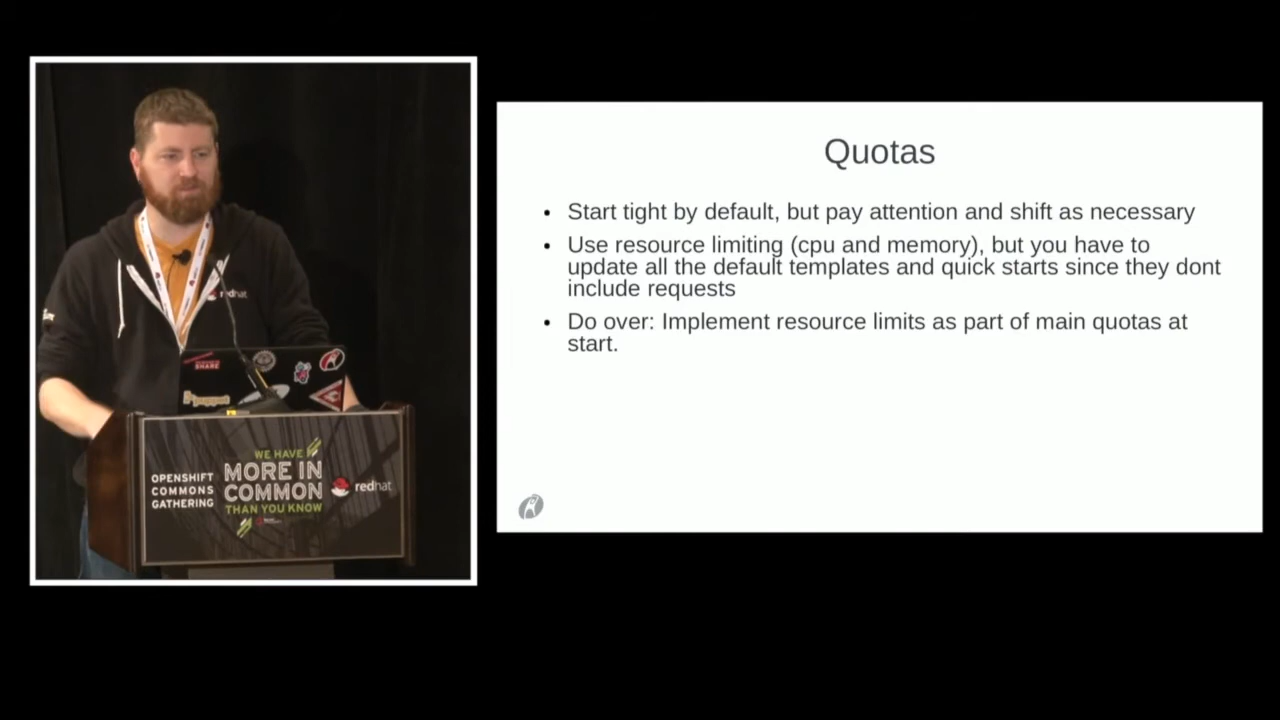 redhat
SHARE
puppet
OPENSHIFT
COMMONS
GATHERING
WE HAVE
MORE IN
COMMON
THAN YOU KNOW
redhat
Quotas
• Start tight by default, but pay attention and shift as necessary
• Use resource limiting (cpu and memory), but you have to
update all the default templates and quick starts since they dont
include requests
• Do over: Implement resource limits as part of main quotas at
start.